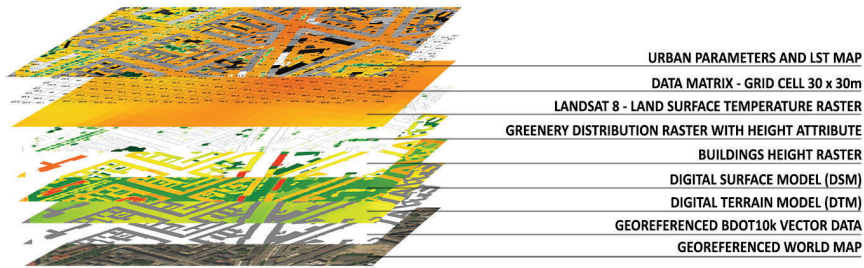 URBAN PARAMETERS AND LST MAP
DATA MATRIX - GRID CELL 30 x 30m
LANDSAT 8 - LAND SURFACE TEMPERATURE RASTER
GREENERY DISTRIBUTION RASTER WITH HEIGHT ATTRIBUTE
BUILDINGS HEIGHT RASTER
DIGITAL SURFACE MODEL (DSM)
DIGITAL TERRAIN MODEL (DTM)
GEOREFERENCED BDOT10k VECTOR DATA
GEOREFERENCED WORLD MAP